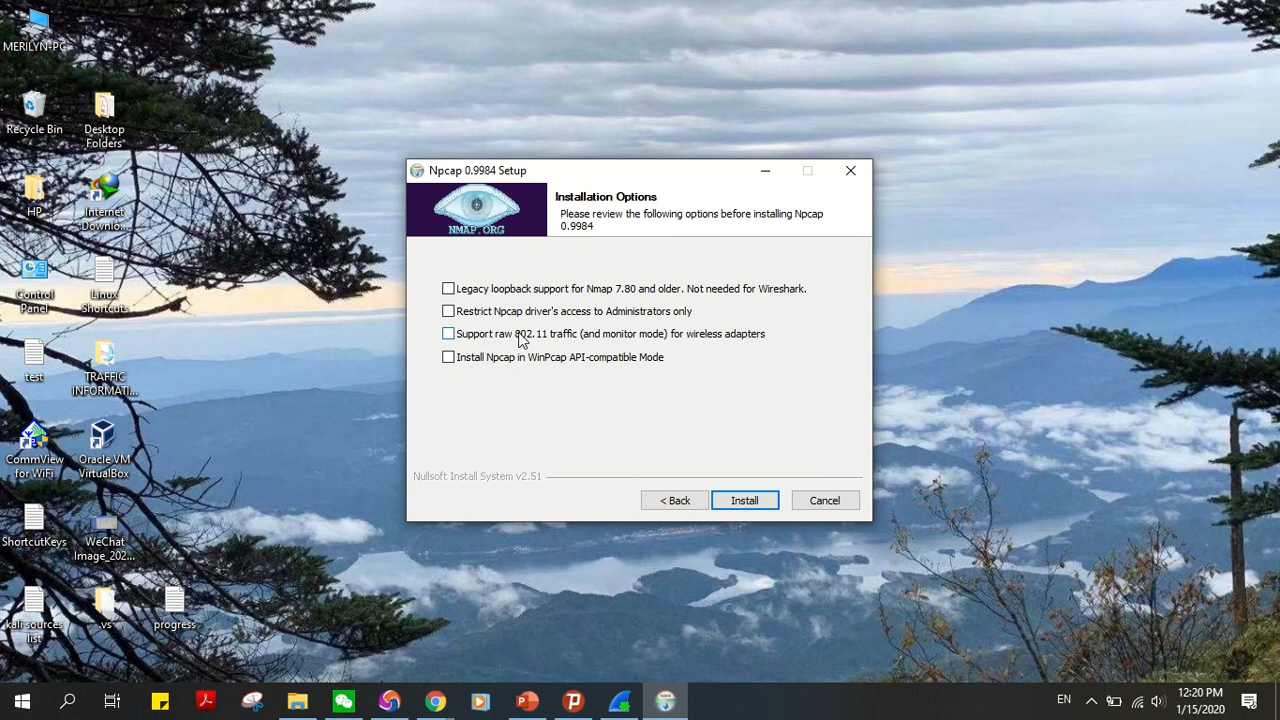 MERILYN-PC
Recycle Bin
Desktop
Folders
HP
Internet
Downlo...
Control
Panel
Linux
Shortcuts
test
TRAFFIC
INFORMATI...
CommView
for WiFi
Oracle VM
VirtualBox
ShortcutKeys
WeChat
Image_202...
kali sources
list
.vs
progress
Npcap 0.9984 Setup
NMAP.ORG
Installation Options
Please review the following options before installing Npcap
0.9984
Legacy loopback support for Nmap 7.80 and older. Not needed for Wireshark.
Restrict Npcap driver's access to Administrators only
Support raw 802.11 traffic (and monitor mode) for wireless adapters
Install Npcap in WinPcap API-compatible Mode
Nullsoft Install System v2.51
< Back
Install
Cancel
EN
12:20 PM
1/15/2020